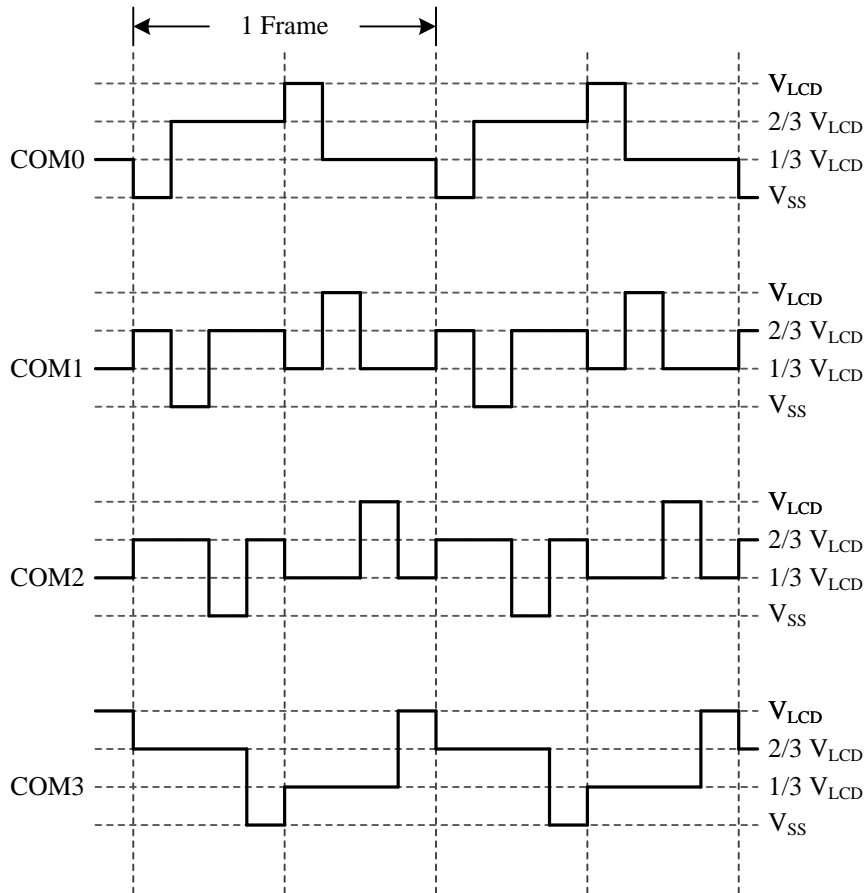 1 Frame
V_LCD
2/3 V_LCD
COM0
1/3 V_LCD
V_SS
V_LCD
2/3 V_LCD
COM1
1/3 V_LCD
V_SS
V_LCD
2/3 V_LCD
COM2
1/3 V_LCD
V_SS
V_LCD
2/3 V_LCD
COM3
1/3 V_LCD
V_SS